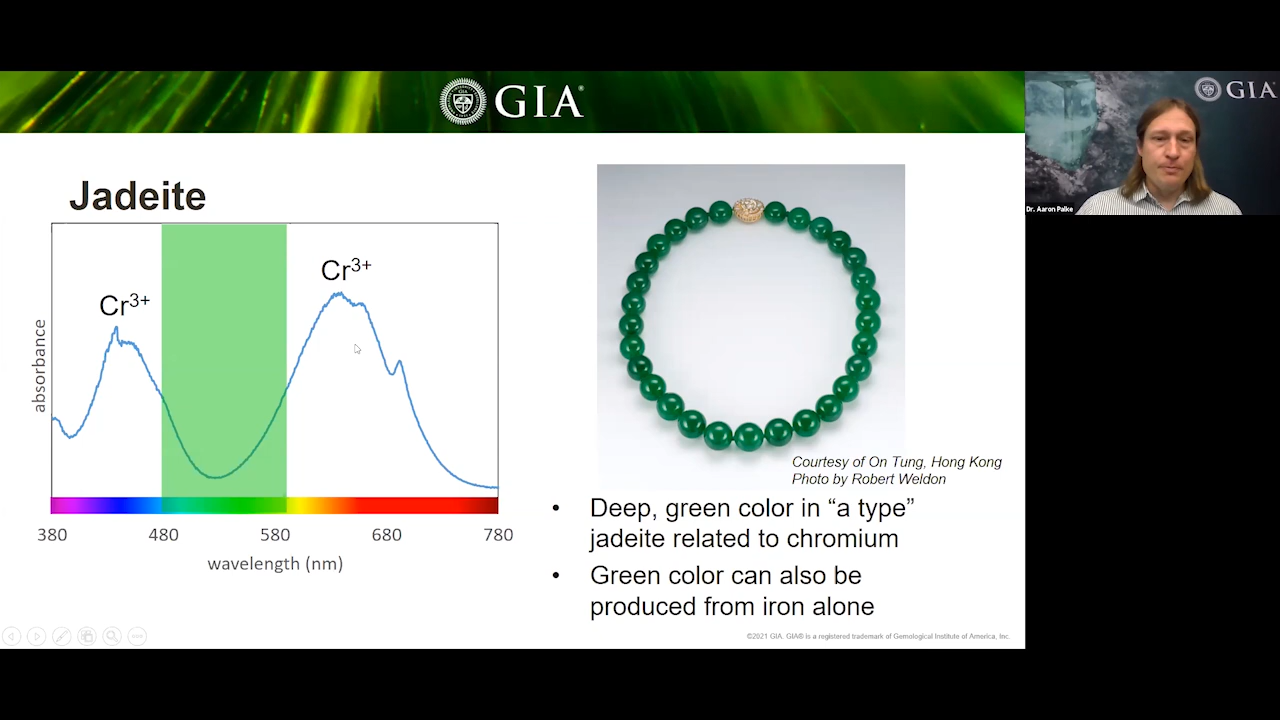 GIA®
GIA
Dr. Aaron Palke
Jadeite
Cr3+
Cr3+
absorbance
380 480 580 680 780
wavelength (nm)
Courtesy of On Tung, Hong Kong
Photo by Robert Weldon
• Deep, green color in “a type”
jadeite related to chromium
• Green color can also be
produced from iron alone
©2021 GIA. GIA® is a registered trademark of Gemological Institute of America, Inc.